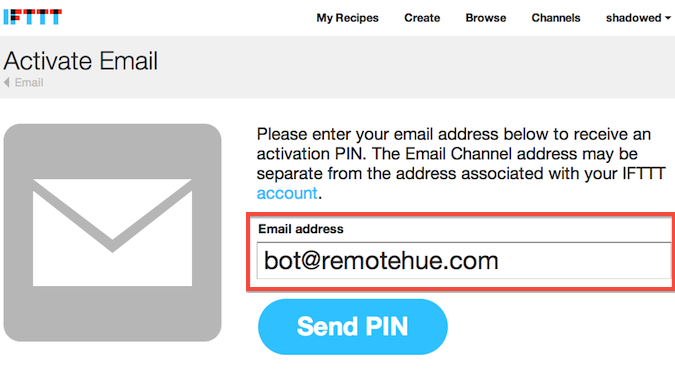 IFTTT
My Recipes Create Browse Channels shadowed
Activate Email
Email
Please enter your email address below to receive an
activation PIN. The Email Channel address may be
separate from the address associated with your IFTTT
account.
Email address
bot@remotehue.com
Send PIN